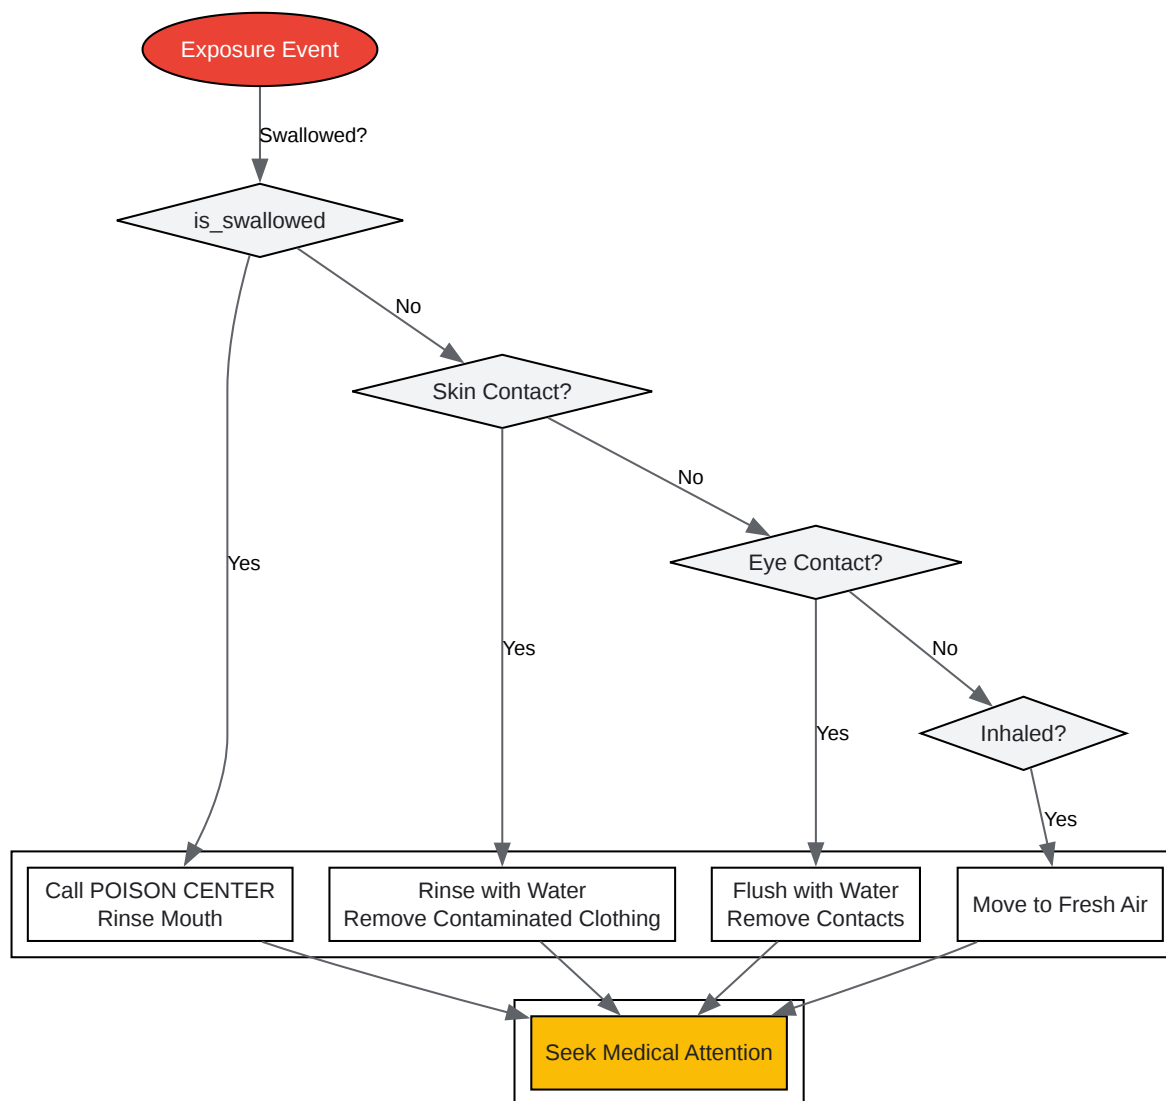 Exposure Event
Swallowed?
is_swallowed
No
Skin Contact?
No
Eye Contact?
Yes
No
Yes
Yes
Inhaled?
Yes
Call POISON CENTER
Rinse Mouth
Rinse with Water
Remove Contaminated Clothing
Flush with Water
Remove Contacts
Move to Fresh Air
Seek Medical Attention